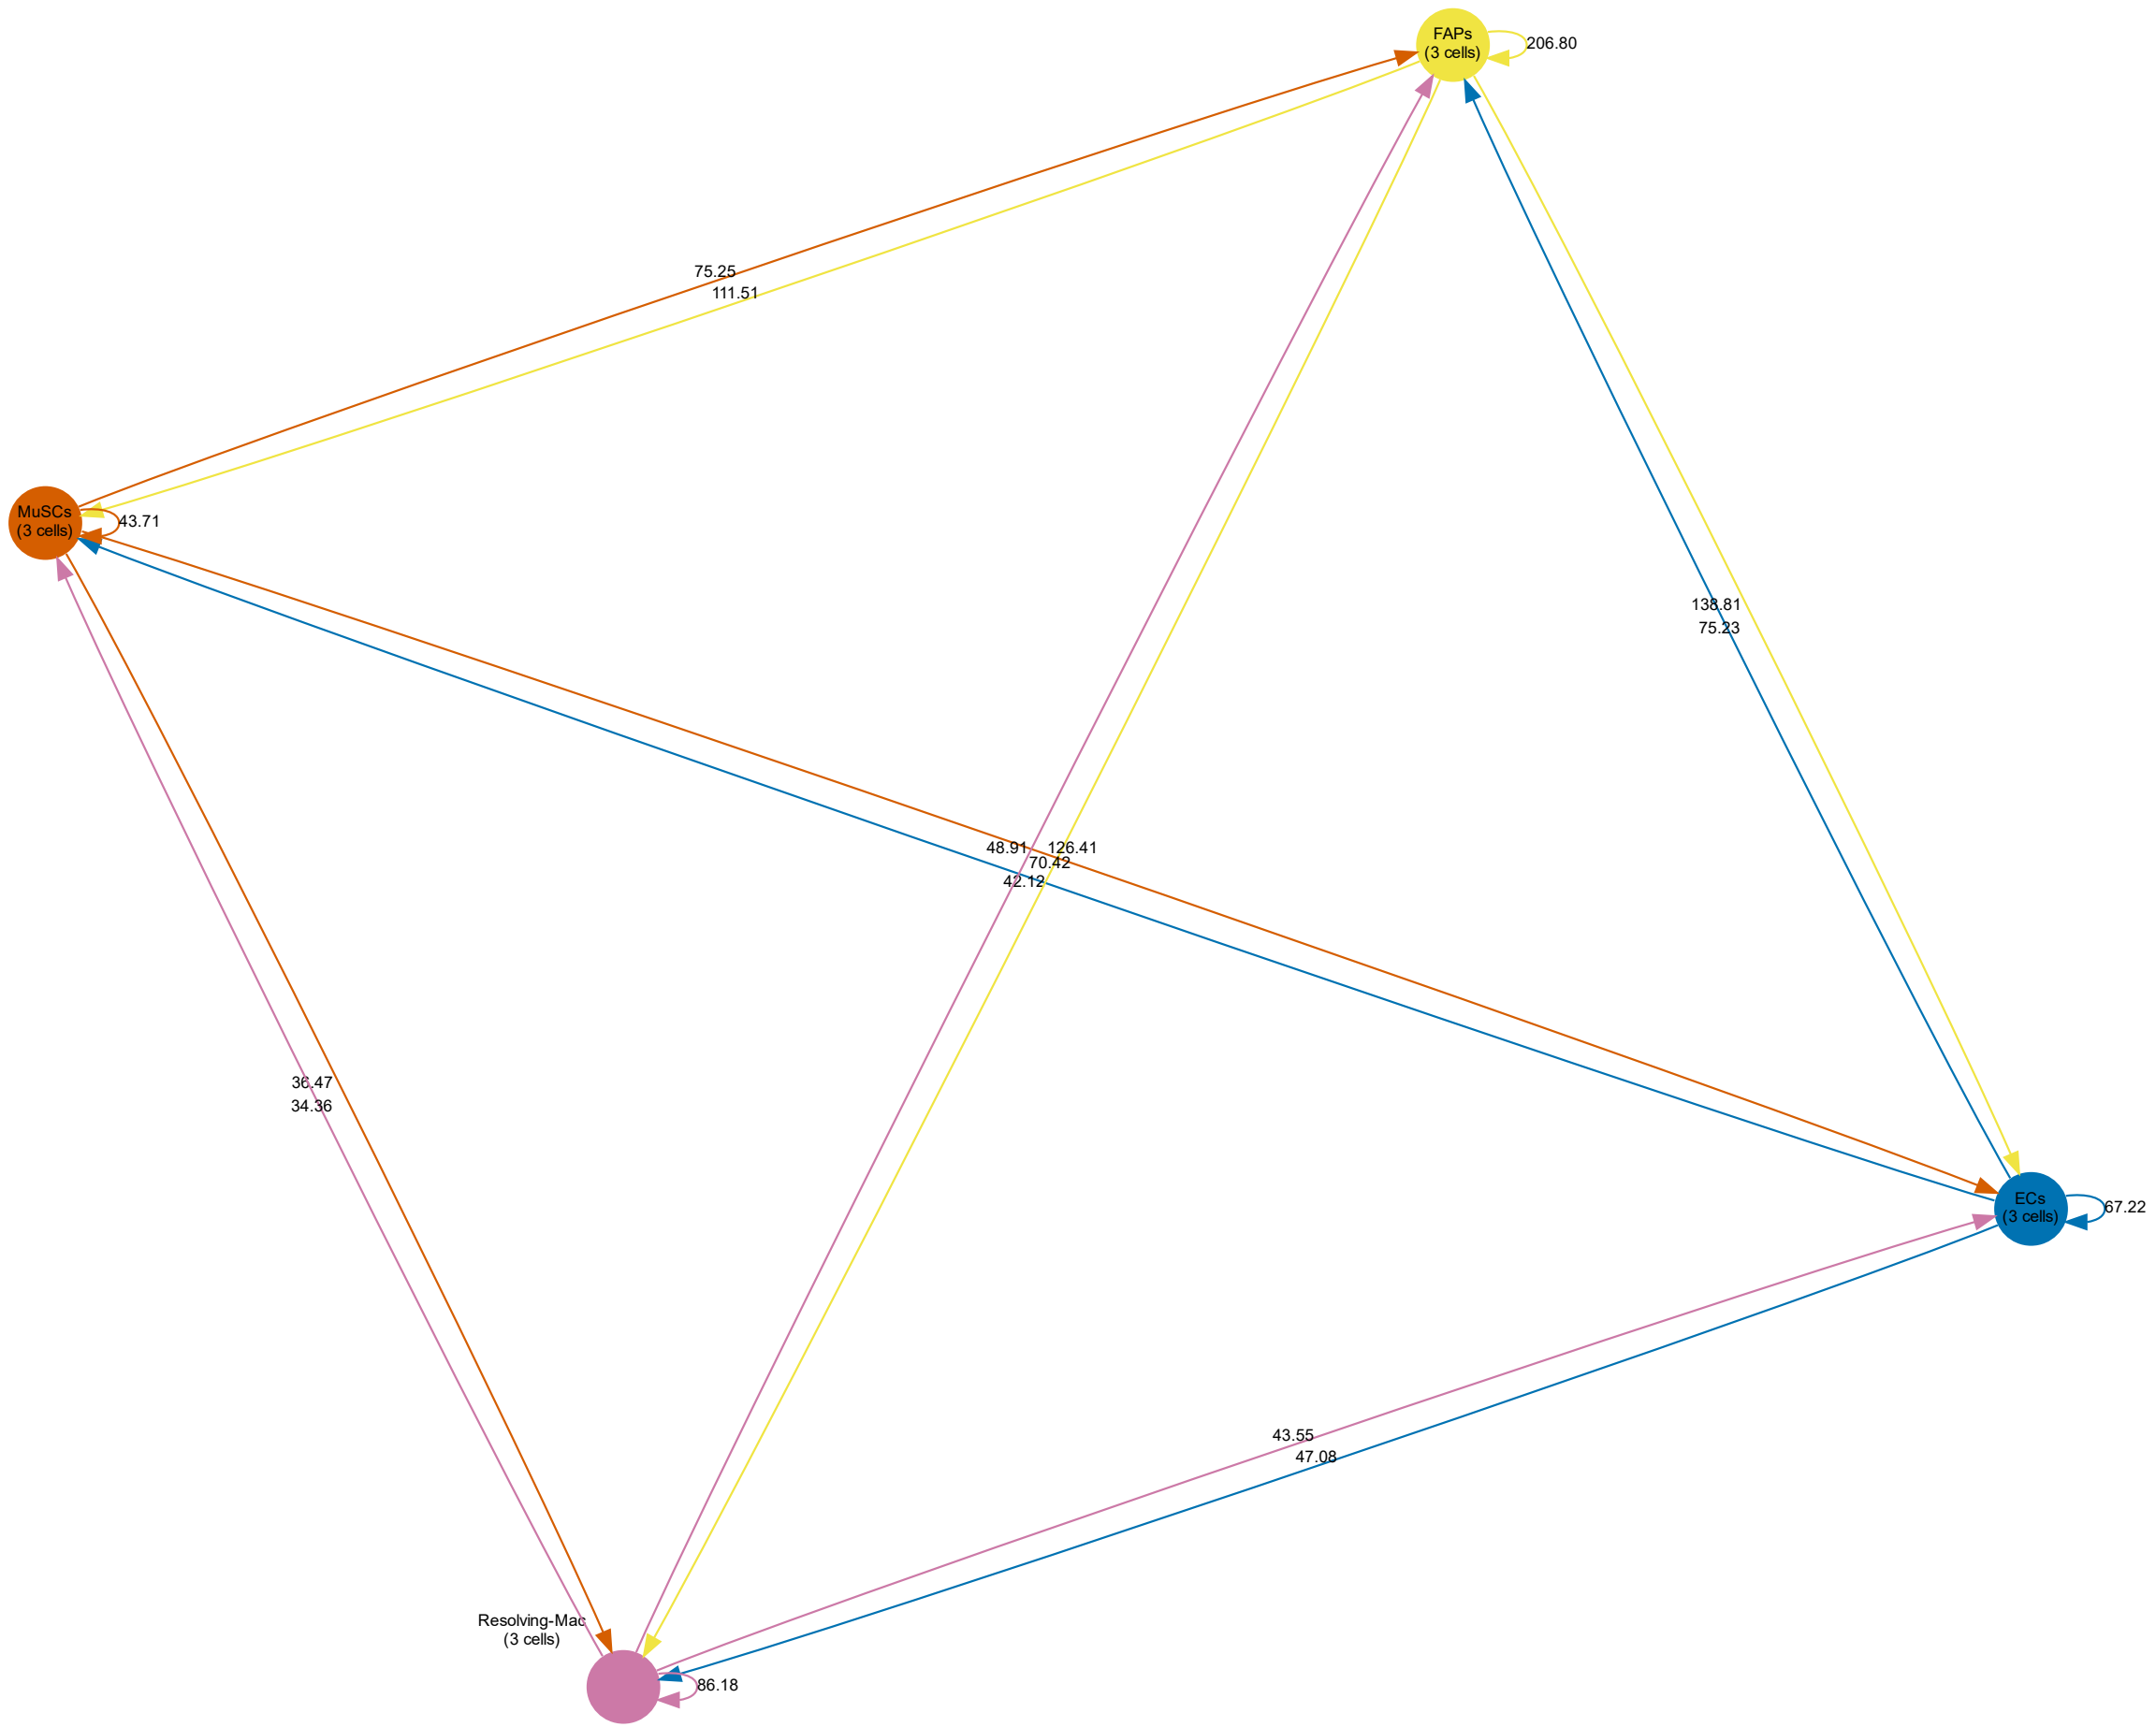 FAPs
(3 cells)
206.80
75.25
111.51
MuSCs
(3 cells)
43.71
138.81
75.23
48.91
126.41
70.42
42.12
36.47
34.36
ECs
(3 cells)
67.22
43.55
47.08
Resolving-Mac
(3 cells)
86.18